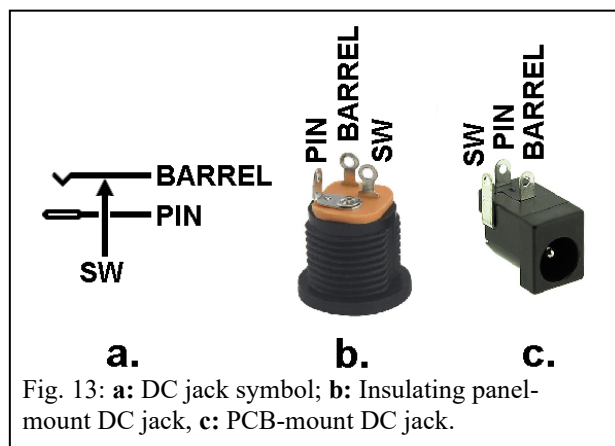 BARREL
PIN
SW
PIN
BARREL
SW
SW
PIN
BARREL
a.
b.
c.
Fig. 13: a: DC jack symbol; b: Insulating panel-
mount DC jack, c: PCB-mount DC jack.